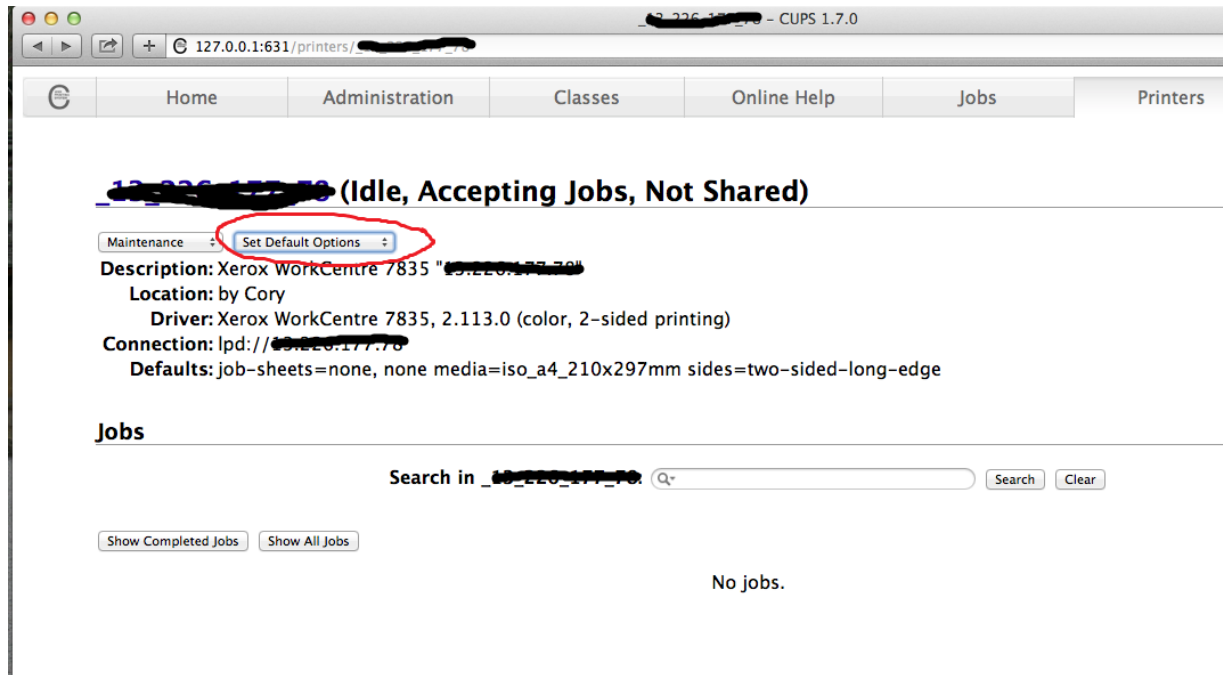 – CUPS 1.7.0
127.0.0.1:631/printers/
Home Administration Classes Online Help Jobs Printers
(Idle, Accepting Jobs, Not Shared)
Maintenance Set Default Options
Description: Xerox WorkCentre 7835
Location: by Cory
Driver: Xerox WorkCentre 7835, 2.113.0 (color, 2-sided printing)
Connection: lpd://
Defaults: job-sheets=none, none media=iso_a4_210x297mm sides=two-sided-long-edge
Jobs
Search in Search Clear
Show Completed Jobs Show All Jobs
No jobs.